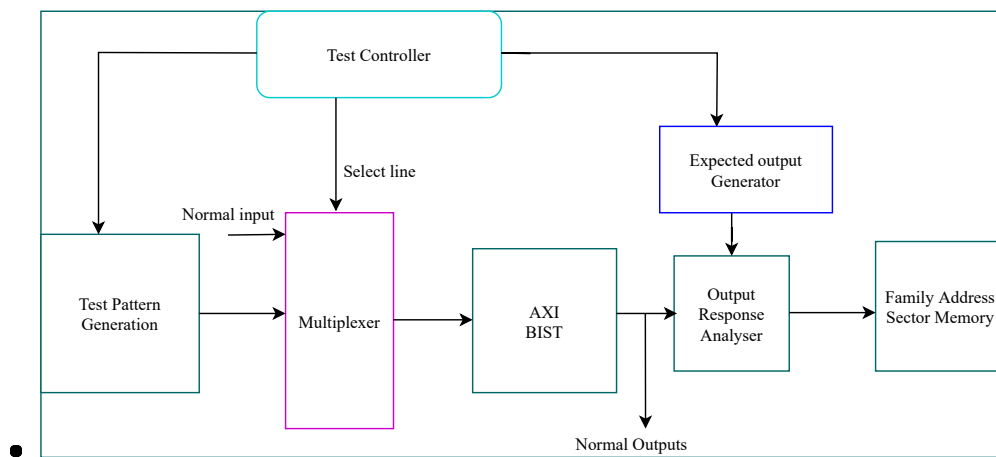 Test Controller
Expected output
Generator
Select line
Normal input
Test Pattern
Generation
Multiplexer
AXI
BIST
Output
Response
Analyser
Family Address
Sector Memory
Normal Outputs